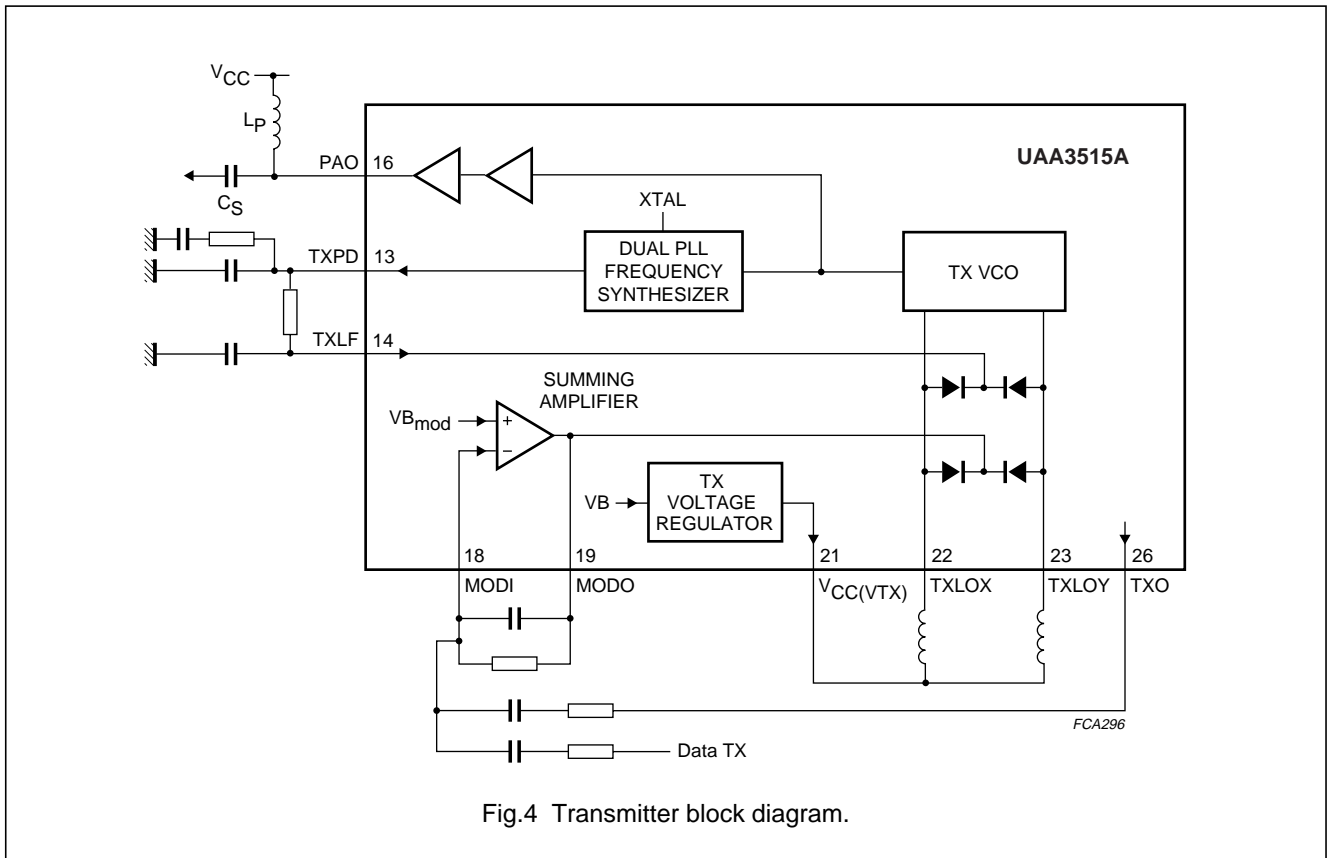 VCC
LP
PAO 16
UAA3515A
XTAL
CS
TXPD 13
DUAL PLL
FREQUENCY
SYNTHESIZER
TX VCO
TXLF 14
SUMMING
AMPLIFIER
VBmod
+
−
VB
TX
VOLTAGE
REGULATOR
18 19 21 22 23 26
MODI MODO VCC(VTX) TXLOX TXLOY TXO
FCA296
Data TX
Fig.4 Transmitter block diagram.